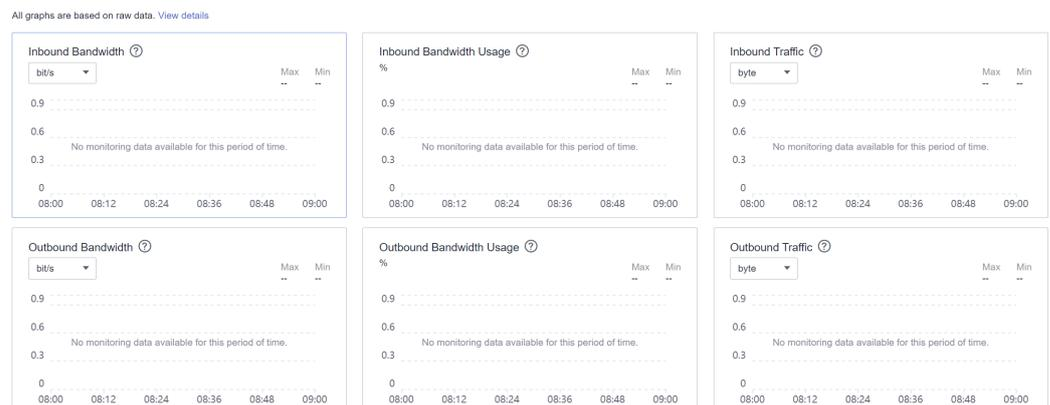 All graphs are based on raw data. View details
Inbound Bandwidth ?
bit/s
Max Min
-- --
0.9
0.6
No monitoring data available for this period of time.
0.3
0
08:00 08:12 08:24 08:36 08:48 09:00
Inbound Bandwidth Usage ?
%
Max Min
-- --
0.9
0.6
No monitoring data available for this period of time.
0.3
0
08:00 08:12 08:24 08:36 08:48 09:00
Inbound Traffic ?
byte
Max Min
-- --
0.9
0.6
No monitoring data available for this period of time.
0.3
0
08:00 08:12 08:24 08:36 08:48 09:00
Outbound Bandwidth ?
bit/s
Max Min
-- --
0.9
0.6
No monitoring data available for this period of time.
0.3
0
08:00 08:12 08:24 08:36 08:48 09:00
Outbound Bandwidth Usage ?
%
Max Min
-- --
0.9
0.6
No monitoring data available for this period of time.
0.3
0
08:00 08:12 08:24 08:36 08:48 09:00
Outbound Traffic ?
byte
Max Min
-- --
0.9
0.6
No monitoring data available for this period of time.
0.3
0
08:00 08:12 08:24 08:36 08:48 09:00